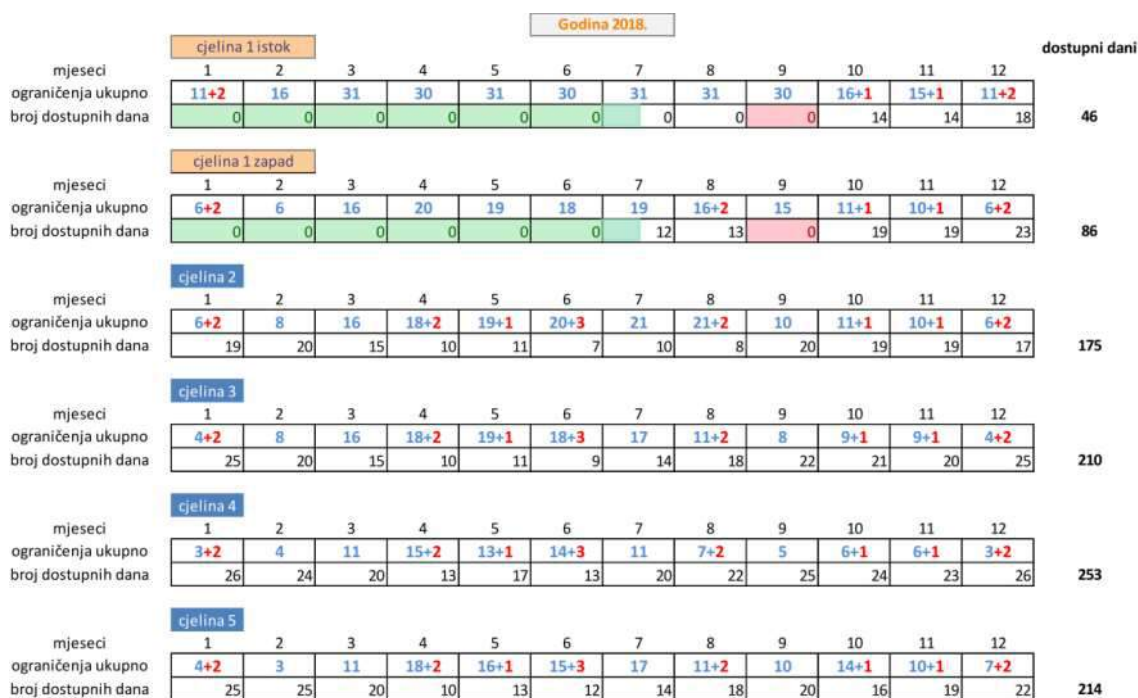 Godina 2018.
cjelina 1 istok dostupni dani
mjeseci 1 2 3 4 5 6 7 8 9 10 11 12
ograničenja ukupno 11+2 16 31 30 31 30 31 31 30 16+1 15+1 11+2
broj dostupnih dana 0 0 0 0 0 0 0 0 0 14 14 18 46
cjelina 1 zapad
mjeseci 1 2 3 4 5 6 7 8 9 10 11 12
ograničenja ukupno 6+2 6 16 20 19 18 19 16+2 15 11+1 10+1 6+2
broj dostupnih dana 0 0 0 0 0 0 12 13 0 19 19 23 86
cjelina 2
mjeseci 1 2 3 4 5 6 7 8 9 10 11 12
ograničenja ukupno 6+2 8 16 18+2 19+1 20+3 21 21+2 10 11+1 10+1 6+2
broj dostupnih dana 19 20 15 10 11 7 10 8 20 19 19 17 175
cjelina 3
mjeseci 1 2 3 4 5 6 7 8 9 10 11 12
ograničenja ukupno 4+2 8 16 18+2 19+1 18+3 17 11+2 8 9+1 9+1 4+2
broj dostupnih dana 25 20 15 10 11 9 14 18 22 21 20 25 210
cjelina 4
mjeseci 1 2 3 4 5 6 7 8 9 10 11 12
ograničenja ukupno 3+2 4 11 15+2 13+1 14+3 11 7+2 5 6+1 6+1 3+2
broj dostupnih dana 26 24 20 13 17 13 20 22 25 24 23 26 253
cjelina 5
mjeseci 1 2 3 4 5 6 7 8 9 10 11 12
ograničenja ukupno 4+2 3 11 18+2 16+1 15+3 17 11+2 10 14+1 10+1 7+2
broj dostupnih dana 25 25 20 10 13 12 14 18 20 16 19 22 214